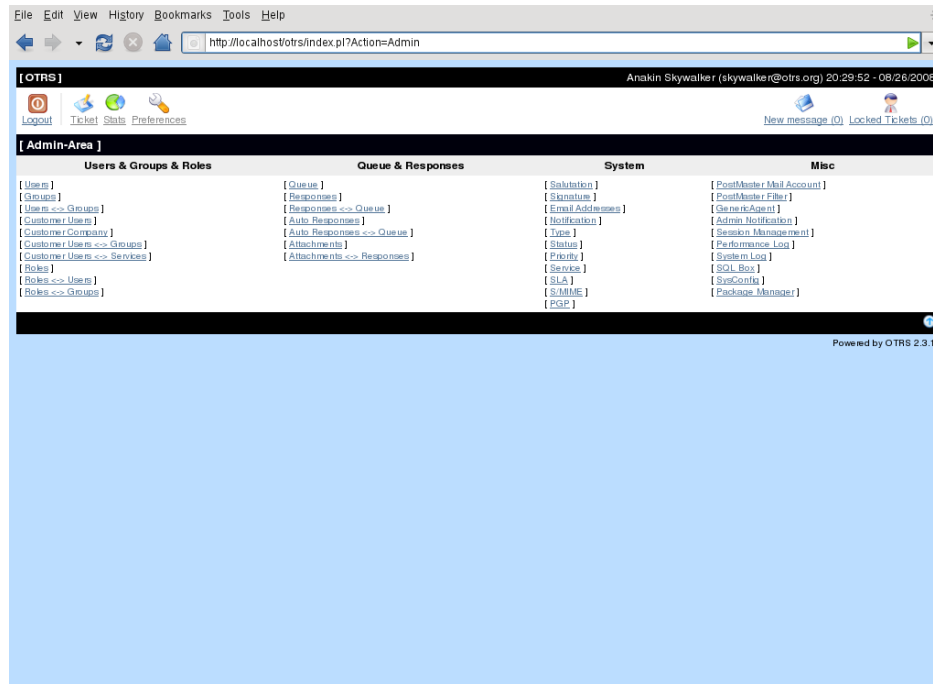 File Edit View History Bookmarks Tools Help
http://localhost/otrs/index.pl?Action=Admin
[ OTRS ] Anakin Skywalker (skywalker@otrs.org) 20:29:52 - 08/26/2008
Logout Ticket Stats Preferences New message (0) Locked Tickets (0)
[ Admin-Area ]
Users & Groups & Roles Queue & Responses System Misc
[ Users ] [ Queue ] [ Salutation ] [ PostMaster Mail Account ]
[ Groups ] [ Responses ] [ Signature ] [ PostMaster Filter ]
[ Users <-> Groups ] [ Responses <-> Queue ] [ Email Addresses ] [ GenericAgent ]
[ Customer Users ] [ Auto Responses ] [ Notification ] [ Admin Notification ]
[ Customer Company ] [ Auto Responses <-> Queue ] [ Type ] [ Session Management ]
[ Customer Users <-> Groups ] [ Attachments ] [ Status ] [ Performance Log ]
[ Customer Users <-> Services ] [ Attachments <-> Responses ] [ Priority ] [ System Log ]
[ Roles ] [ Service ] [ SQL Box ]
[ Roles <-> Users ] [ SLA ] [ SysConfig ]
[ Roles <-> Groups ] [ S/MIME ] [ Package Manager ]
[ PGP ]
Powered by OTRS 2.3.1